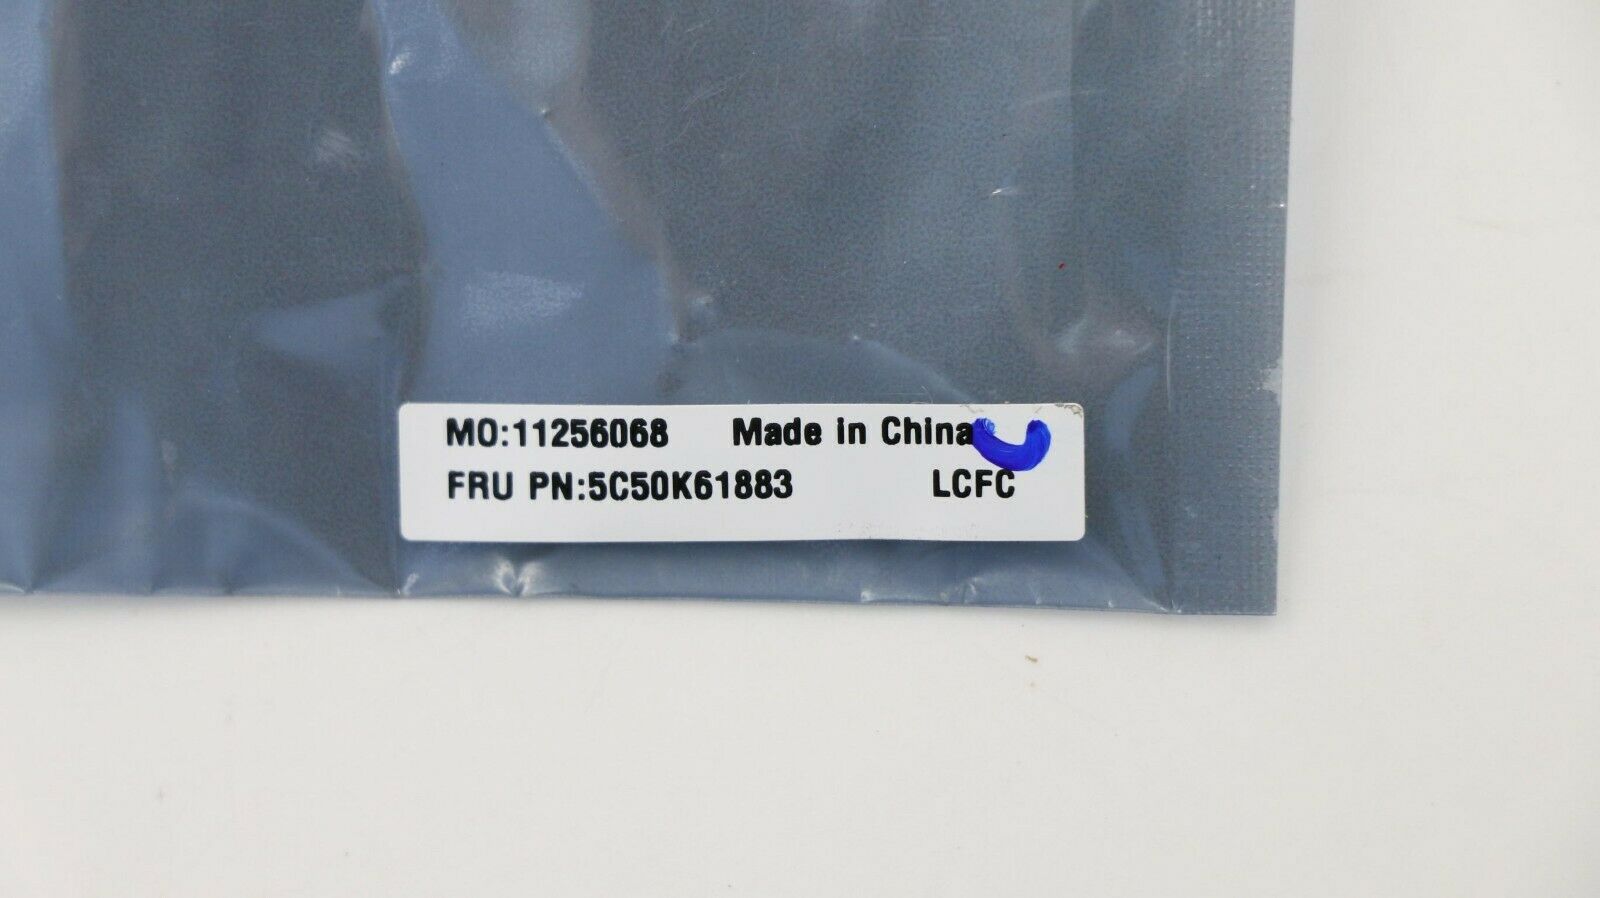 MO:11256068 Made in China
FRU PN:5C50K61883 LCFC